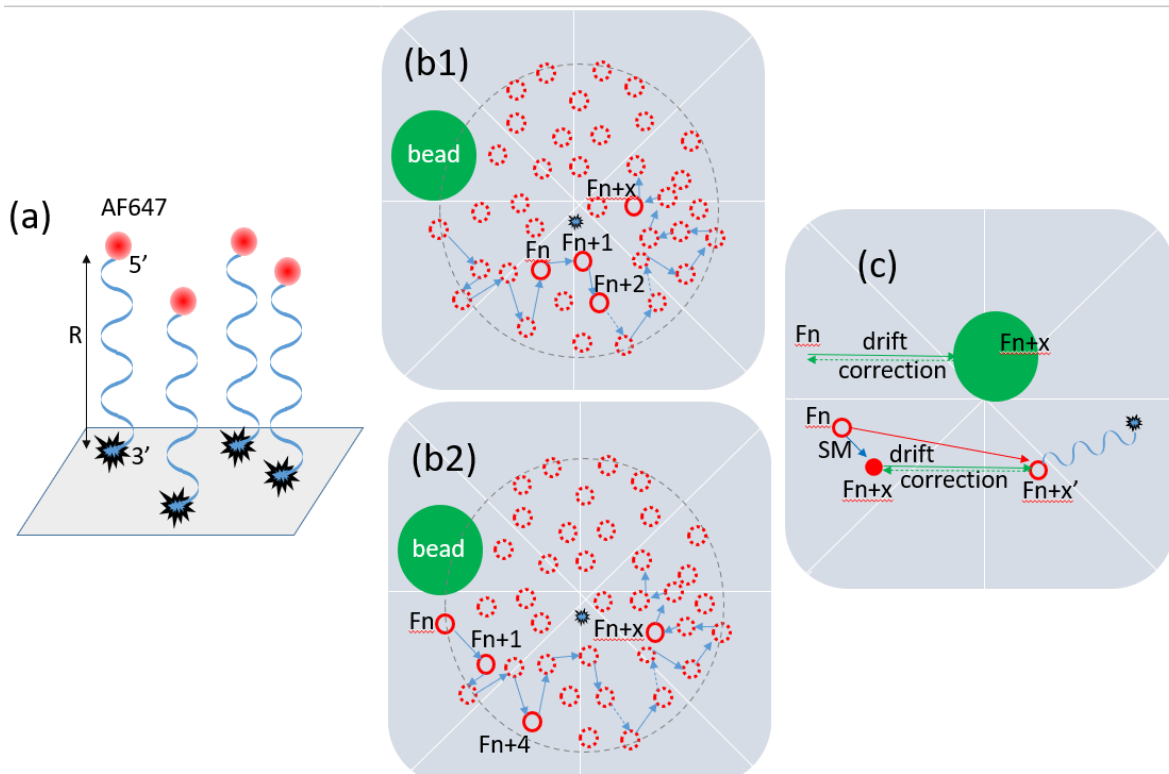 (a)
AF647
5’
R
3’
(b1)
bead
Fn+x
Fn
Fn+1
Fn+2
(b2)
bead
Fn
Fn+1
Fn+x
Fn+4
(c)
Fn
drift
Fn+x
correction
Fn
SM
drift
Fn+x
correction
Fn+x’